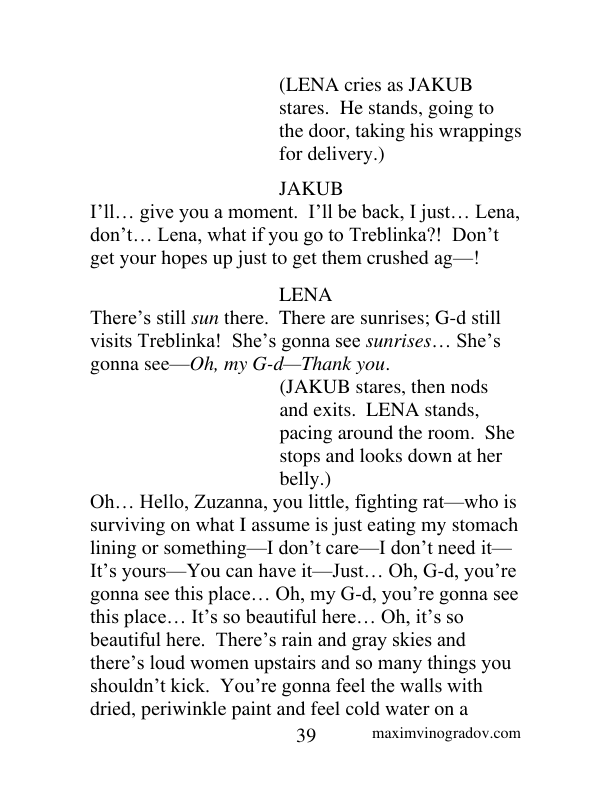 (LENA cries as JAKUB
stares.  He stands, going to
the door, taking his wrappings
for delivery.)
JAKUB
I’ll… give you a moment.  I’ll be back, I just… Lena,
don’t… Lena, what if you go to Treblinka?!  Don’t
get your hopes up just to get them crushed ag—!
LENA
There’s still sun there.  There are sunrises; G-d still
visits Treblinka!  She’s gonna see sunrises… She’s
gonna see—Oh, my G-d—Thank you.
(JAKUB stares, then nods
and exits.  LENA stands,
pacing around the room.  She
stops and looks down at her
belly.)
Oh… Hello, Zuzanna, you little, fighting rat—who is
surviving on what I assume is just eating my stomach
lining or something—I don’t care—I don’t need it—
It’s yours—You can have it—Just… Oh, G-d, you’re
gonna see this place… Oh, my G-d, you’re gonna see
this place… It’s so beautiful here… Oh, it’s so
beautiful here.  There’s rain and gray skies and
there’s loud women upstairs and so many things you
shouldn’t kick.  You’re gonna feel the walls with
dried, periwinkle paint and feel cold water on a
39 maximvinogradov.com